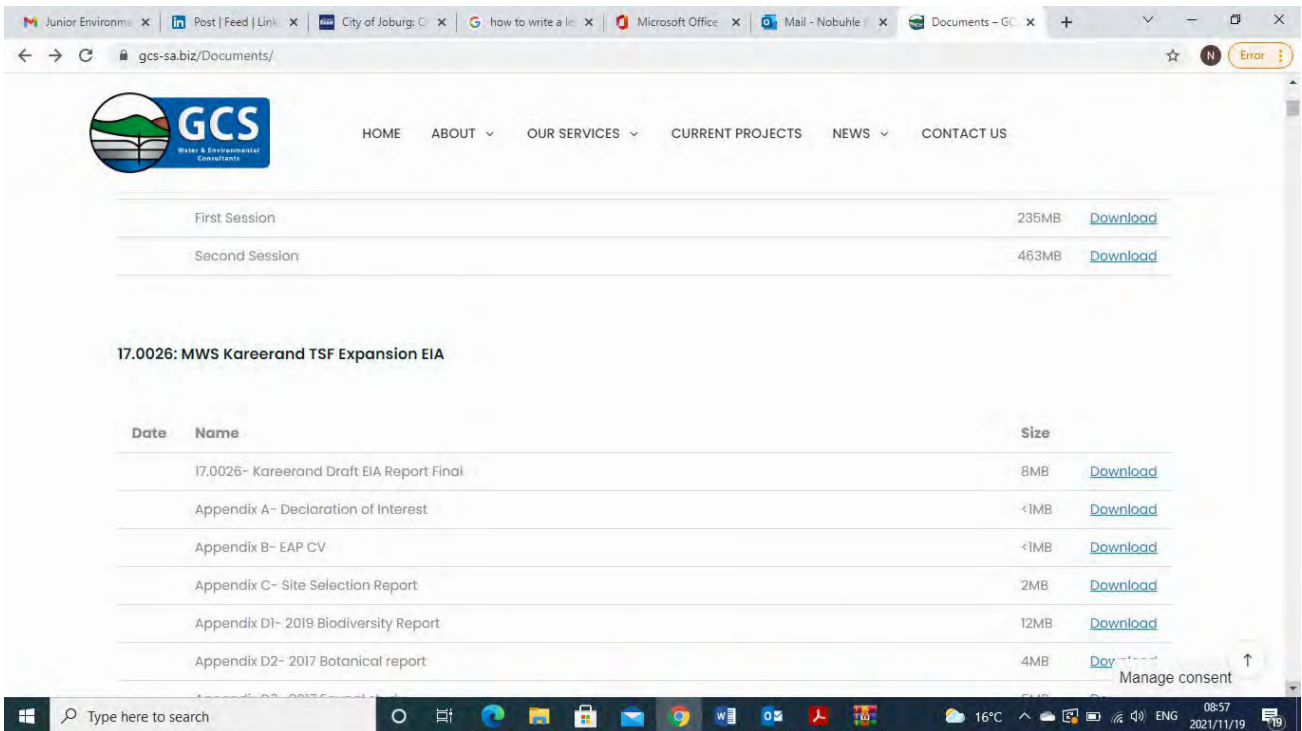 Junior Environme
Post | Feed | Link
City of Joburg: C
how to write a le
Microsoft Office
Mail - Nobuhle
Documents – GC
gcs-sa.biz/Documents/
N
Error
GCS
Water & Environmental
Consultants
HOME ABOUT OUR SERVICES CURRENT PROJECTS NEWS CONTACT US
First Session 235MB Download
Second Session 463MB Download
17.0026: MWS Kareerand TSF Expansion EIA
Date Name Size
17.0026- Kareerand Draft EIA Report Final 8MB Download
Appendix A- Declaration of Interest <1MB Download
Appendix B- EAP CV <1MB Download
Appendix C- Site Selection Report 2MB Download
Appendix D1- 2019 Biodiversity Report 12MB Download
Appendix D2- 2017 Botanical report 4MB
Manage consent
Type here to search
16°C ENG
08:57
2021/11/19
19